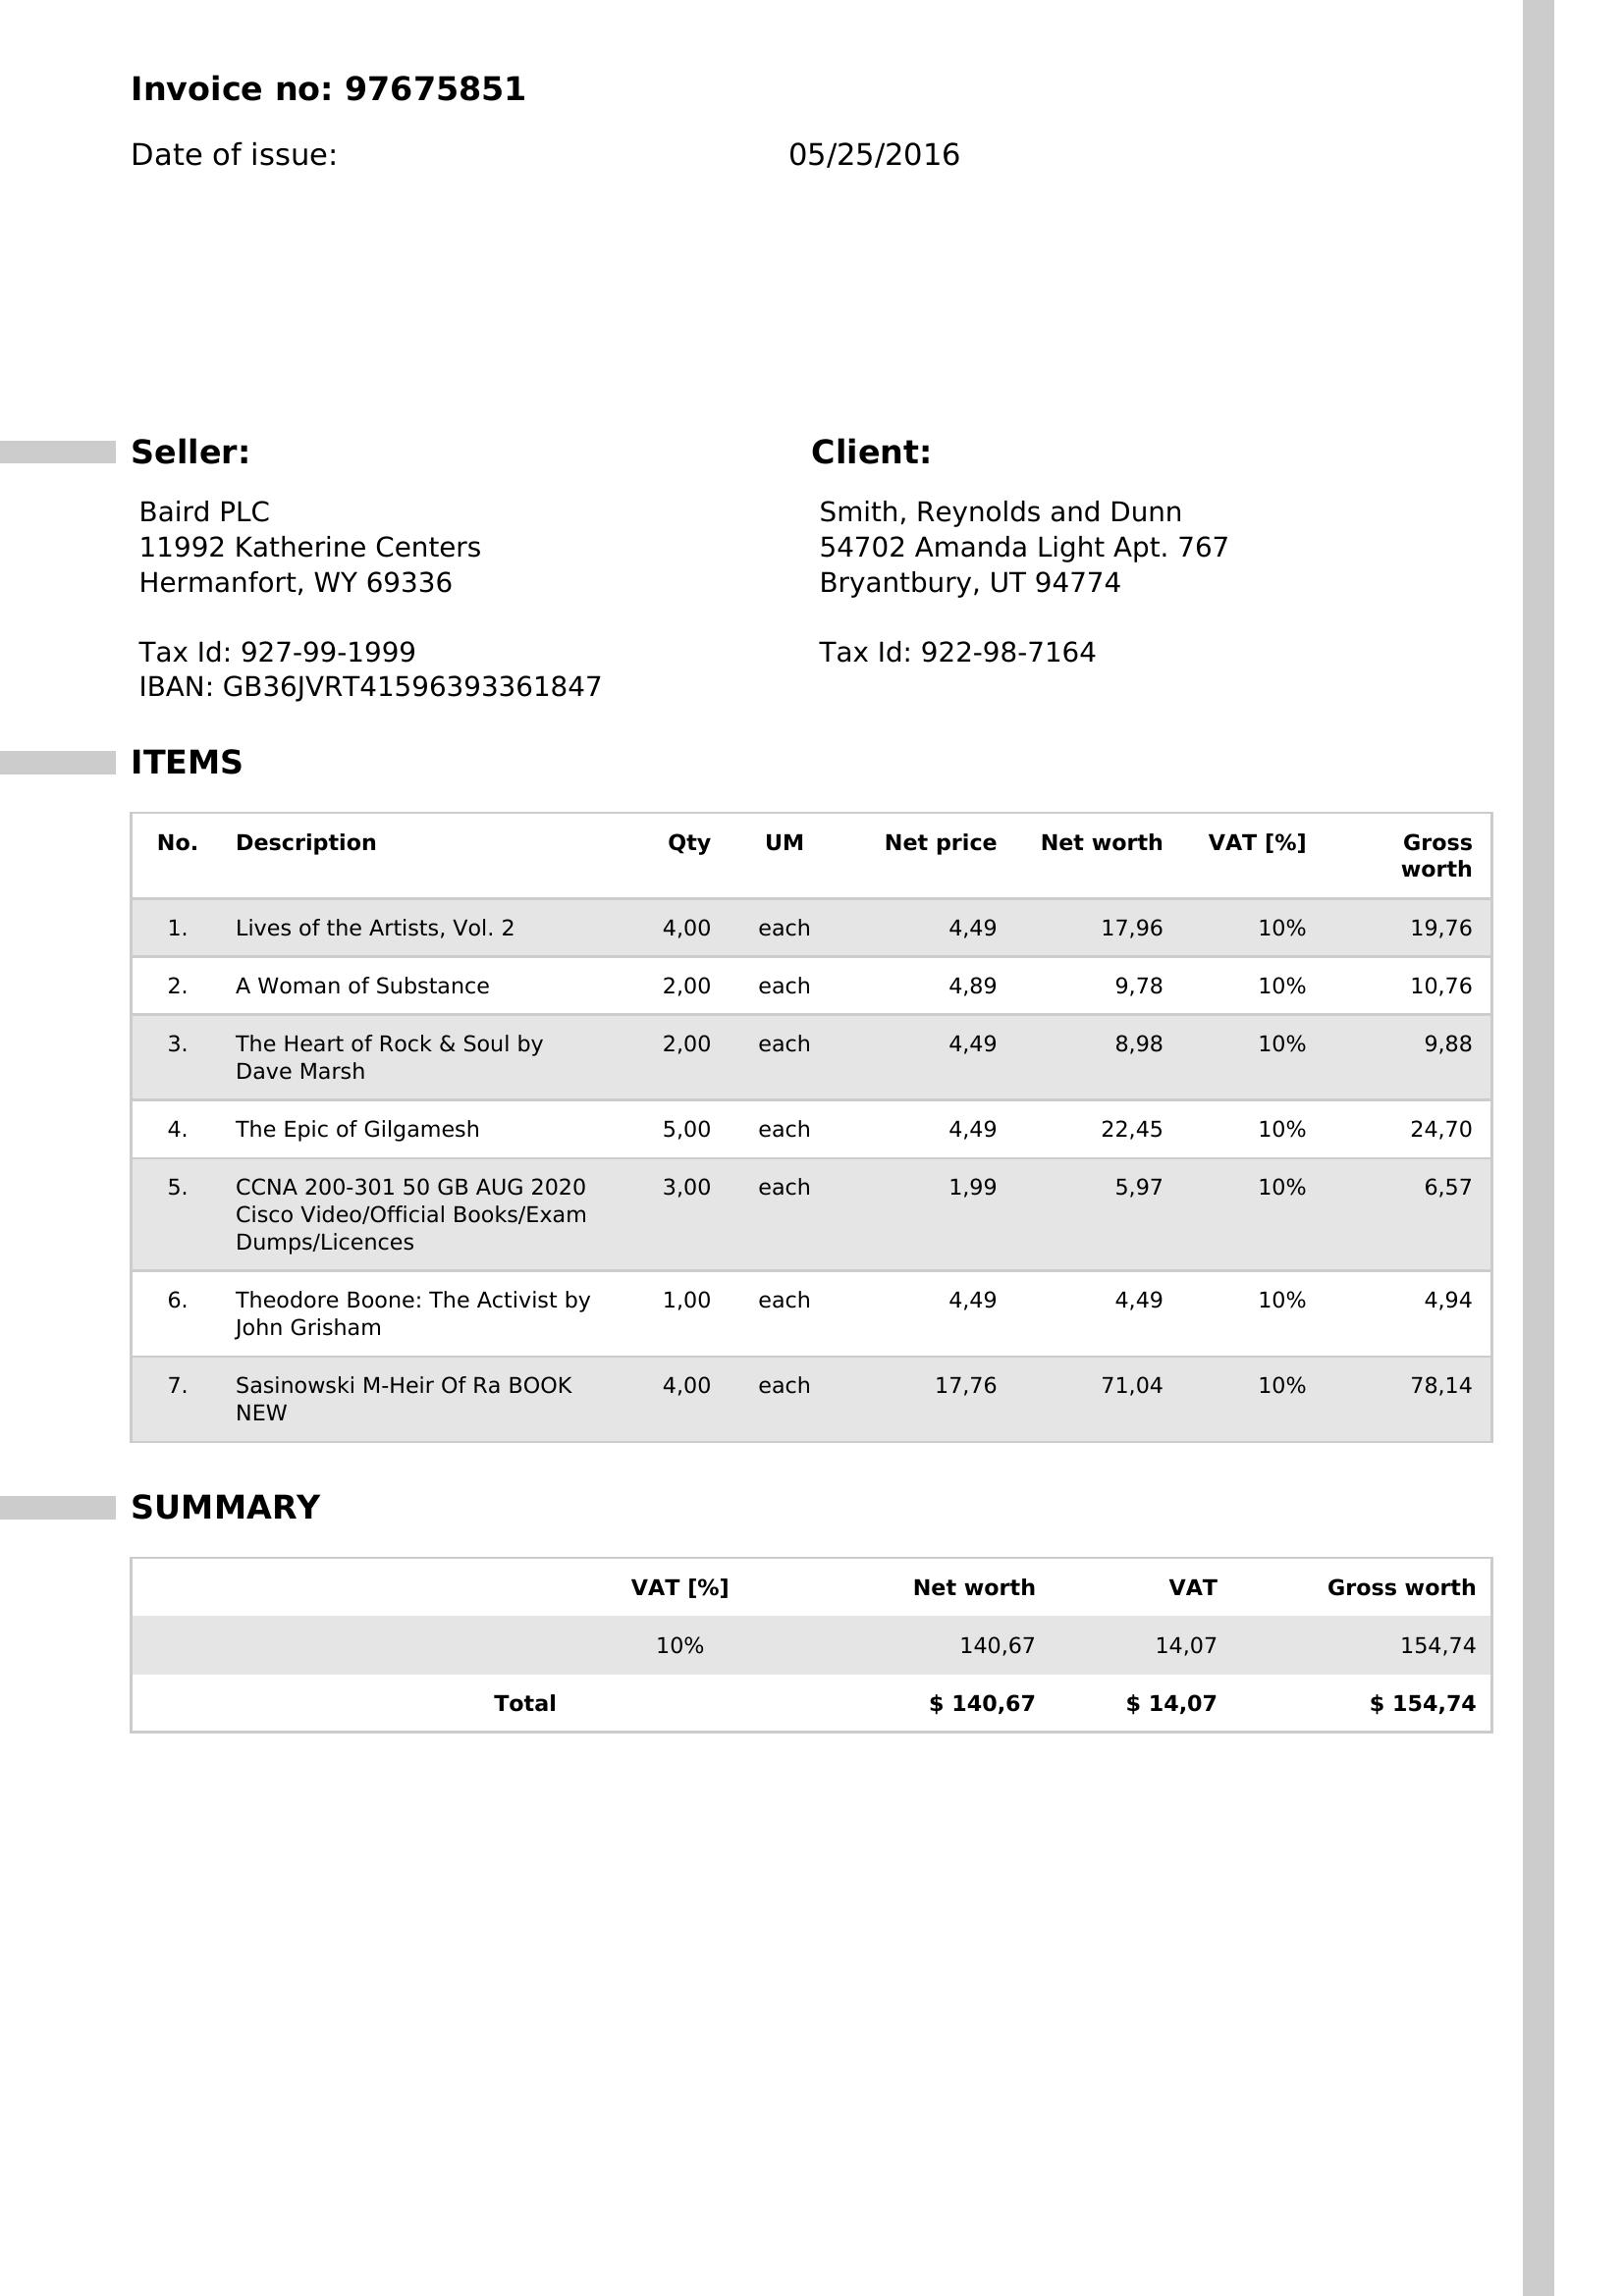 Invoice no: 97675851
Date of issue: 05/25/2016
Seller:
Baird PLC
11992 Katherine Centers
Hermanfort, WY 69336
Tax Id: 927-99-1999
IBAN: GB36JVRT41596393361847
Client:
Smith, Reynolds and Dunn
54702 Amanda Light Apt. 767
Bryantbury, UT 94774
Tax Id: 922-98-7164
ITEMS
No. Description Qty UM Net price Net worth VAT [%] Gross
worth
1. Lives of the Artists, Vol. 2 4,00 each 4,49 17,96 10% 19,76
2. A Woman of Substance 2,00 each 4,89 9,78 10% 10,76
3. The Heart of Rock & Soul by 2,00 each 4,49 8,98 10% 9,88
Dave Marsh
4. The Epic of Gilgamesh 5,00 each 4,49 22,45 10% 24,70
5. CCNA 200-301 50 GB AUG 2020 3,00 each 1,99 5,97 10% 6,57
Cisco Video/Official Books/Exam
Dumps/Licences
6. Theodore Boone: The Activist by 1,00 each 4,49 4,49 10% 4,94
John Grisham
7. Sasinowski M-Heir Of Ra BOOK 4,00 each 17,76 71,04 10% 78,14
NEW
SUMMARY
VAT [%] Net worth VAT Gross worth
10% 140,67 14,07 154,74
Total $ 140,67 $ 14,07 $ 154,74